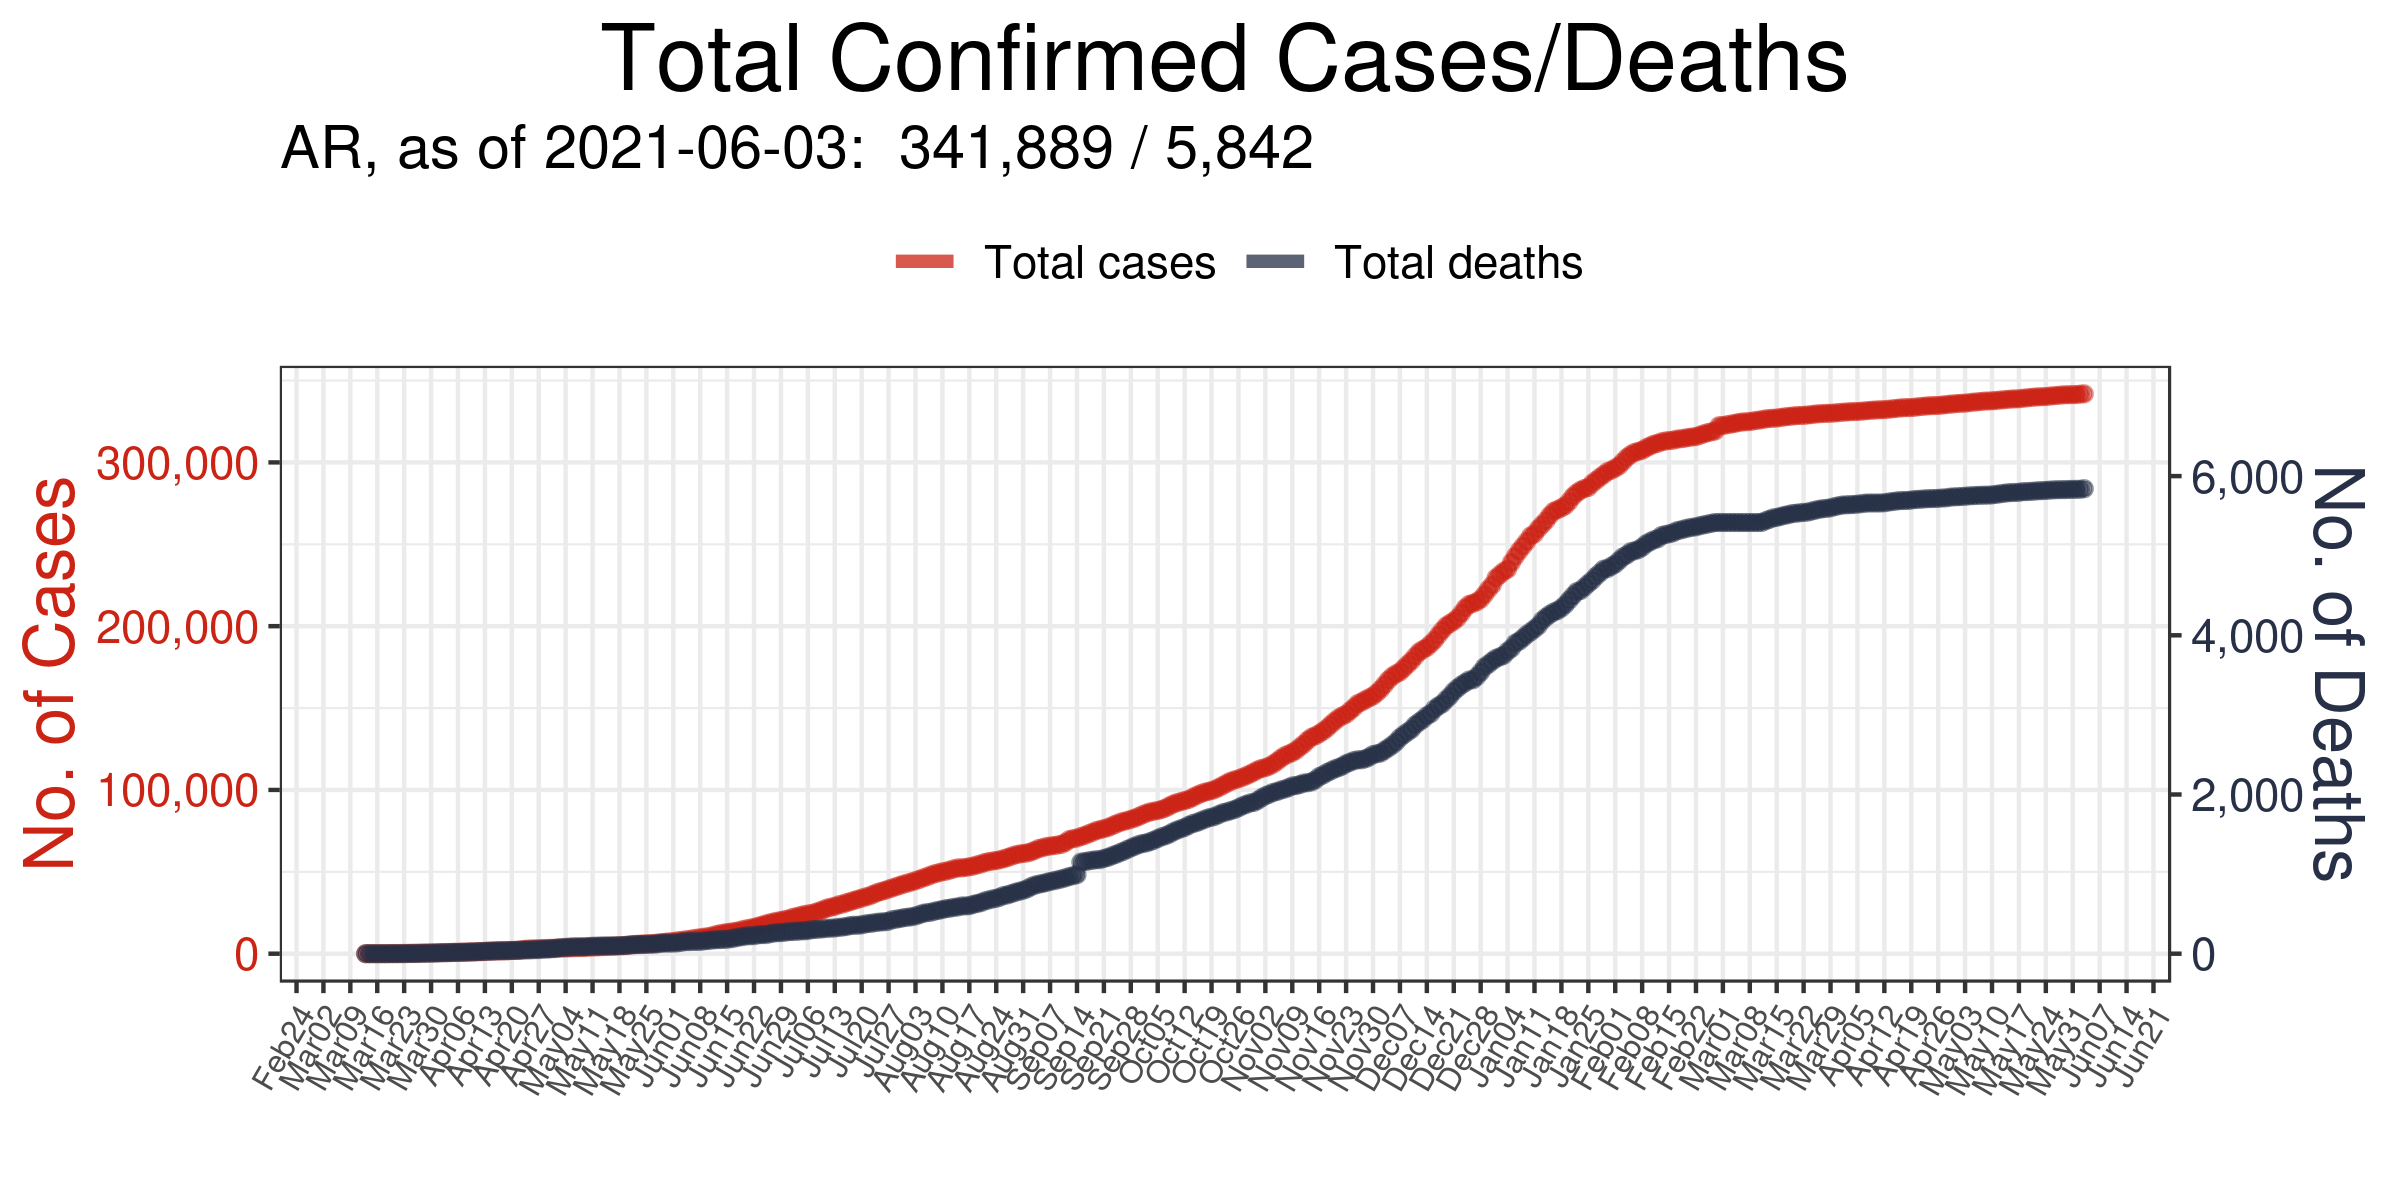 Total Confirmed Cases/Deaths
AR, as of 2021-06-03:  341,889 / 5,842
Total cases
Total deaths
No. of Cases
300,000
200,000
100,000
0
6,000
4,000
2,000
0
No. of Deaths
Feb24
Mar02
Mar09
Mar16
Mar23
Mar30
Apr06
Apr13
Apr20
Apr27
May04
May11
May18
May25
Jun01
Jun08
Jun15
Jun22
Jun29
Jul06
Jul13
Jul20
Jul27
Aug03
Aug10
Aug17
Aug24
Aug31
Sep07
Sep14
Sep21
Sep28
Oct05
Oct12
Oct19
Oct26
Nov02
Nov09
Nov16
Nov23
Nov30
Dec07
Dec14
Dec21
Dec28
Jan04
Jan11
Jan18
Jan25
Feb01
Feb08
Feb15
Feb22
Mar01
Mar08
Mar15
Mar22
Mar29
Apr05
Apr12
Apr19
Apr26
May03
May10
May17
May24
May31
Jun07
Jun14
Jun21